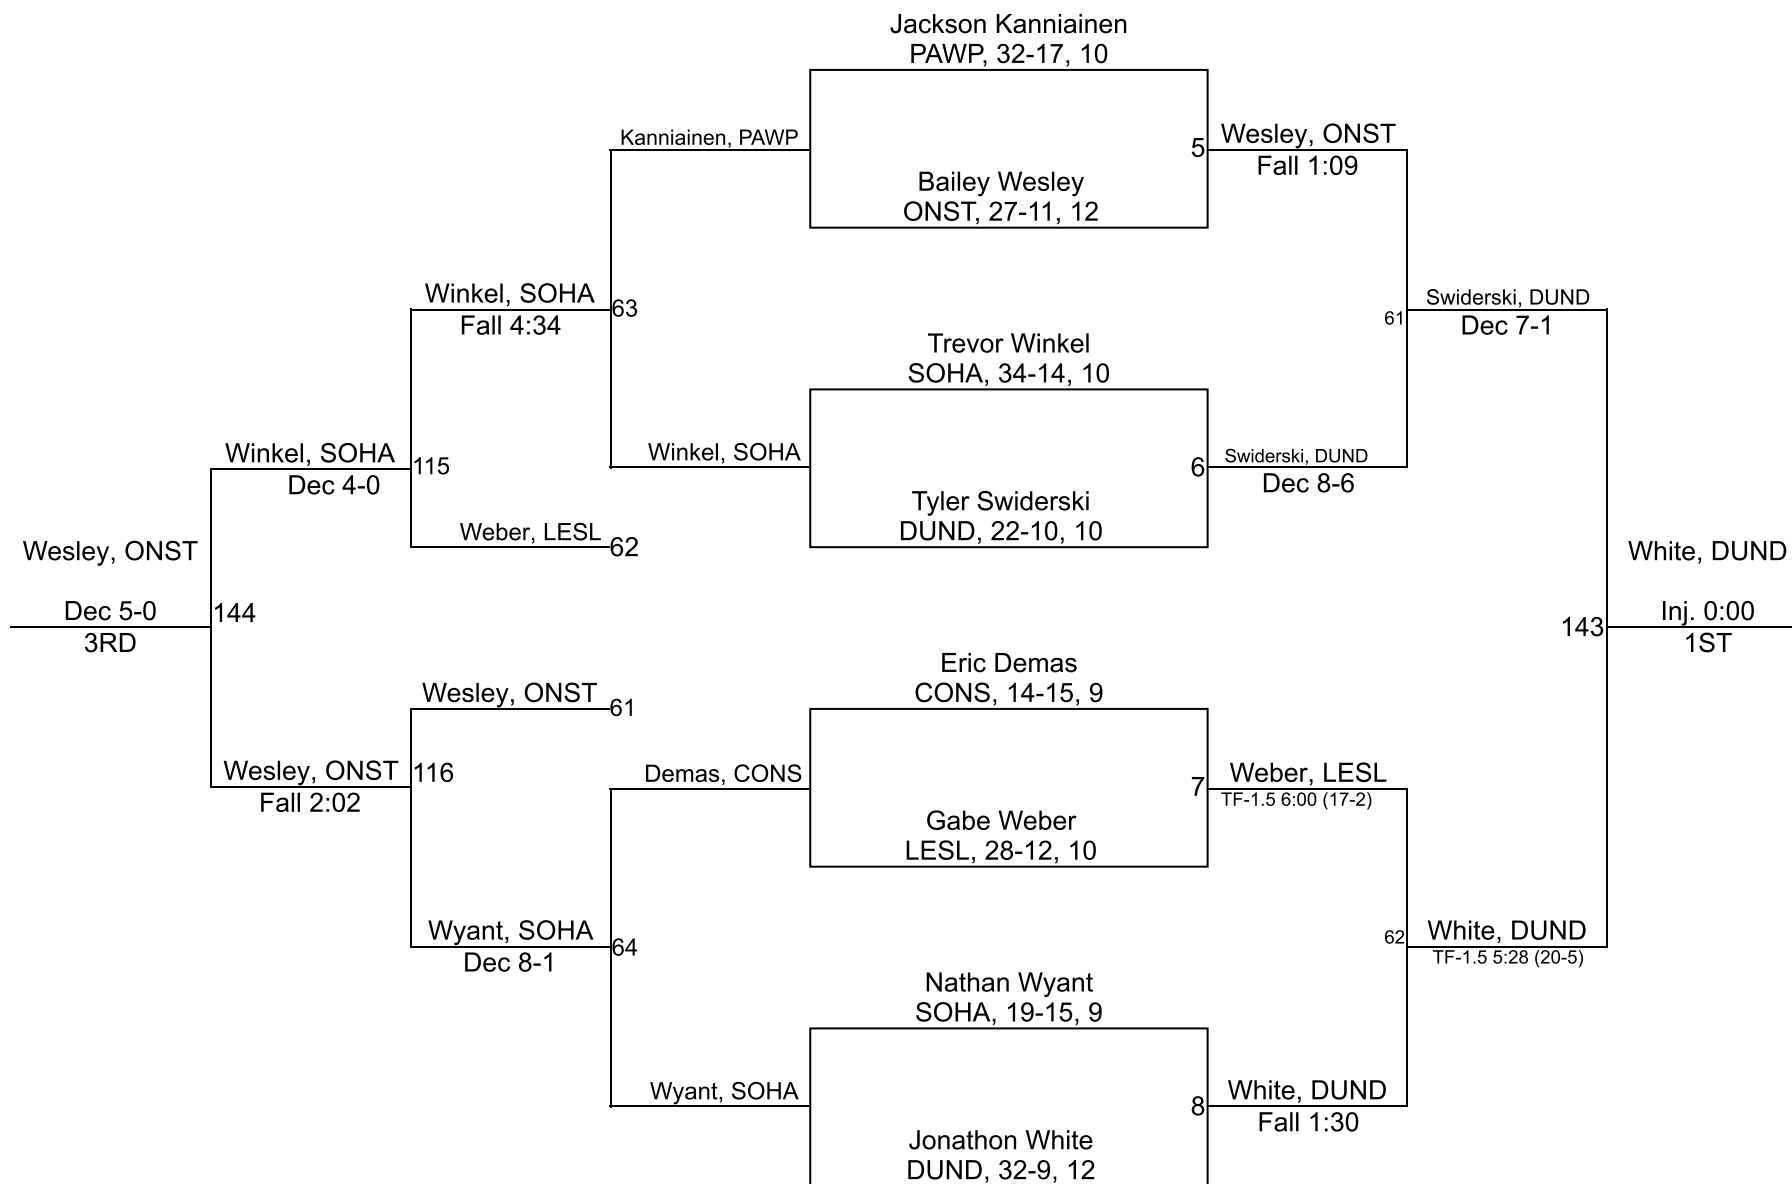 Jackson Kanniainen
PAWP, 32-17, 10
Kanniainen, PAWP
5
Wesley, ONST
Fall 1:09
Bailey Wesley
ONST, 27-11, 12
Winkel, SOHA
Fall 4:34
63
61
Swiderski, DUND
Dec 7-1
Trevor Winkel
SOHA, 34-14, 10
Winkel, SOHA
Dec 4-0
115
Winkel, SOHA
6
Swiderski, DUND
Dec 8-6
Tyler Swiderski
DUND, 22-10, 10
Weber, LESL
62
Wesley, ONST
Dec 5-0
3RD
144
White, DUND
143
Inj. 0:00
1ST
Eric Demas
CONS, 14-15, 9
Wesley, ONST
61
Wesley, ONST
Fall 2:02
116
Demas, CONS
7
Weber, LESL
TF-1.5 6:00 (17-2)
Gabe Weber
LESL, 28-12, 10
Wyant, SOHA
Dec 8-1
64
62
White, DUND
TF-1.5 5:28 (20-5)
Nathan Wyant
SOHA, 19-15, 9
Wyant, SOHA
8
White, DUND
Fall 1:30
Jonathon White
DUND, 32-9, 12